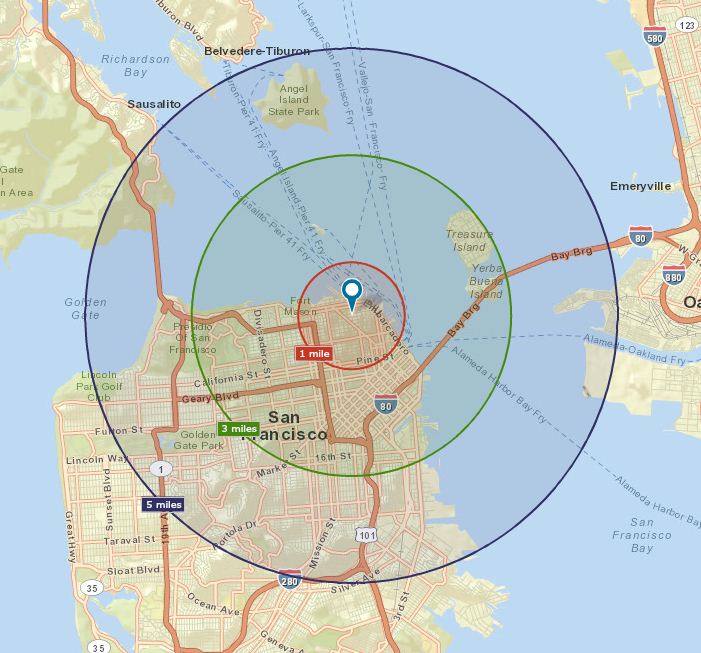 580
123
Tiburon Blvd
Belvedere-Tiburon
Richardson
Bay
Larkspur-San Francisco Fry
Vallejo-San Francisco Fry
Tiburon-Pier 41 Fry
Angel
Island
State Park
Sausalito
Angel Island-Pier 41 Fry
Gate
n Area
Sausalito-Pier 41 Fry
Emeryville
Treasure
Island
80
Bay Brg
W Gr
880
Yerba
Buena
Island
Golden
Gate
Fort
Mason
Embarcadero
Oa
Presidio
Of San
Francisco
Divisadero S
Bay Brg
Alameda-Oakland Fry
1 mile
Pine St
Alameda Harbor Bay Fry
Lincoln
Park Golf
Club
California St
Geary Blvd
80
San
Francisco
3 miles
Fulton St
Golden
Gate Park
Lincoln Way
Market St
16th St
1
Sunset Blvd
5 miles
19th A
Alameda Harbor Bay
San
Francisco
Bay
Great Hwy
Portola Dr
Mission St
101
Taraval St
Sloat Blvd
280
Silver Ave
35
Ocean Ave
3rd St
Geneva A
35